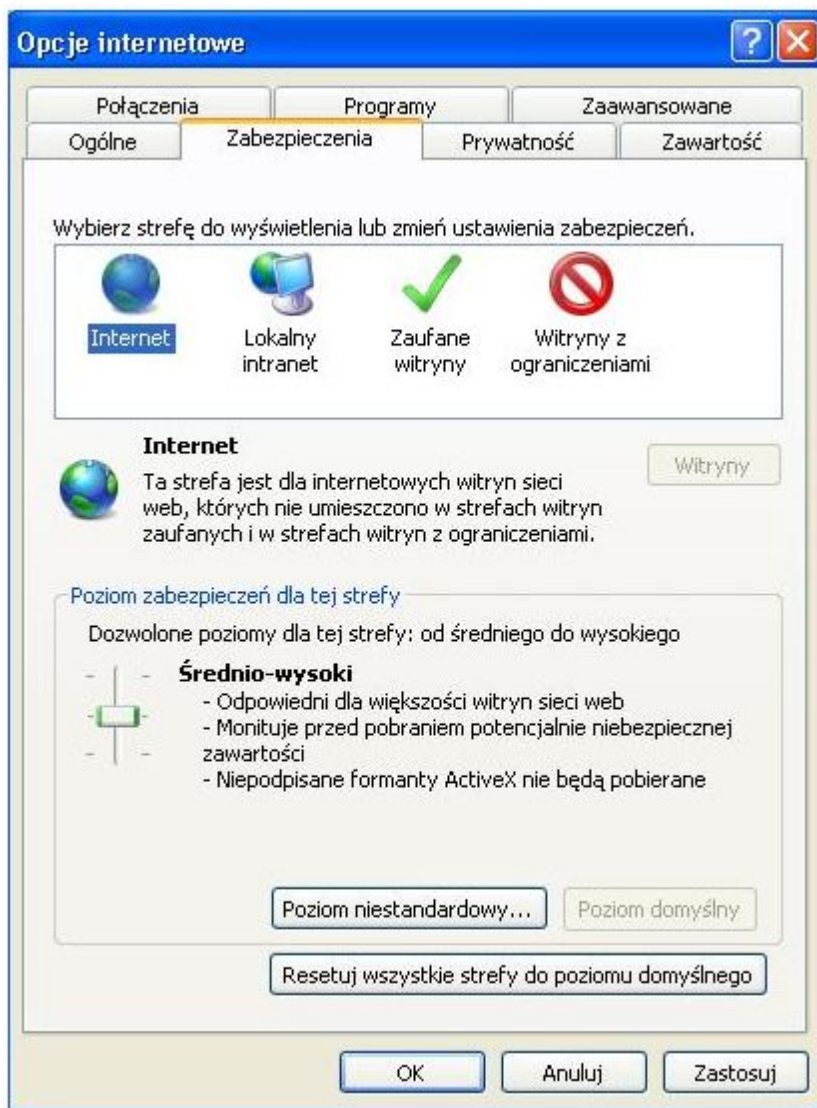 Opcje internetowe
Połączenia Programy Zaawansowane
Ogólne Zabezpieczenia Prywatność Zawartość
Wybierz strefę do wyświetlenia lub zmień ustawienia zabezpieczeń.
Internet Lokalny intranet Zaufane witryny Witryny z ograniczeniami
Internet
Witryny
Ta strefa jest dla internetowych witryn sieci
web, których nie umieszczono w strefach witryn
zaufanych i w strefach witryn z ograniczeniami.
Poziom zabezpieczeń dla tej strefy
Dozwolone poziomy dla tej strefy: od średniego do wysokiego
Średnio-wysoki
- Odpowiedni dla większości witryn sieci web
- Monituje przed pobraniem potencjalnie niebezpiecznej
zawartości
- Niepodpisane formanty ActiveX nie będą pobierane
Poziom niestandardowy... Poziom domyślny
Resetuj wszystkie strefy do poziomu domyślnego
OK Anuluj Zastosuj